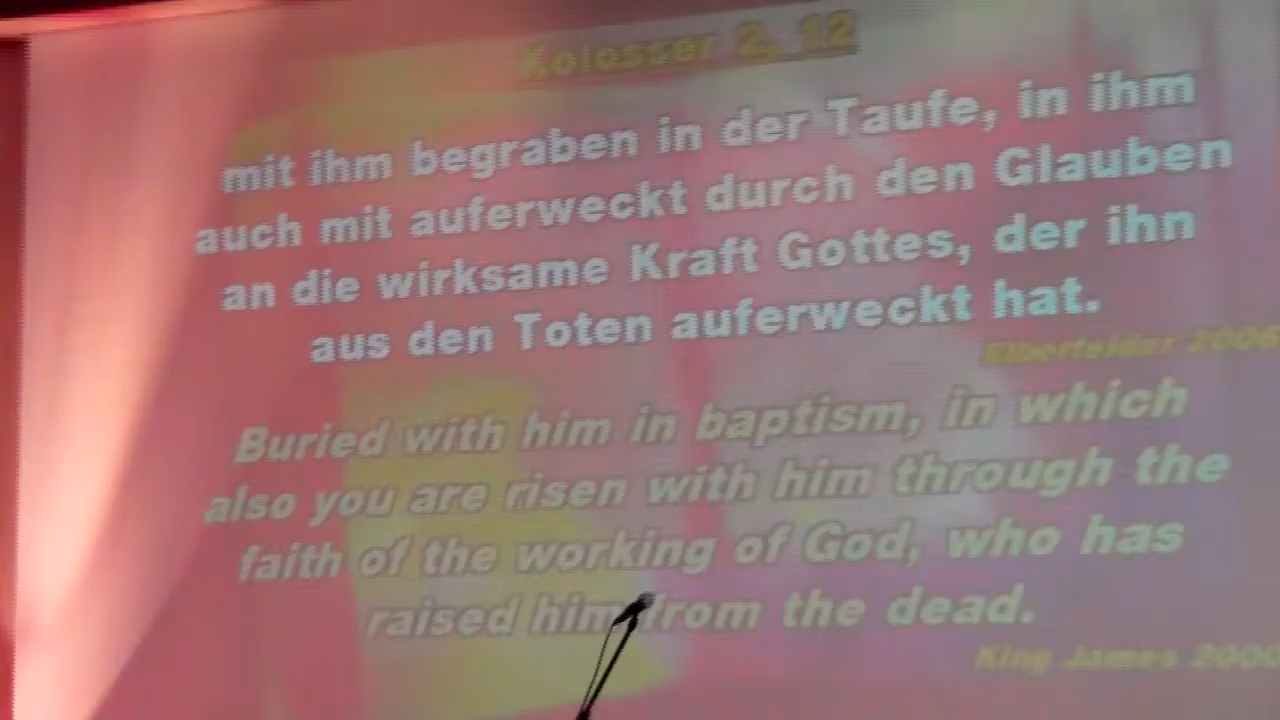 Kolosser 2, 12
mit ihm begraben in der Taufe, in ihm
auch mit auferweckt durch den Glauben
an die wirksame Kraft Gottes, der ihn
aus den Toten auferweckt hat.
Elberfelder 2006
Buried with him in baptism, in which
also you are risen with him through the
faith of the working of God, who has
raised him from the dead.
King James 2000